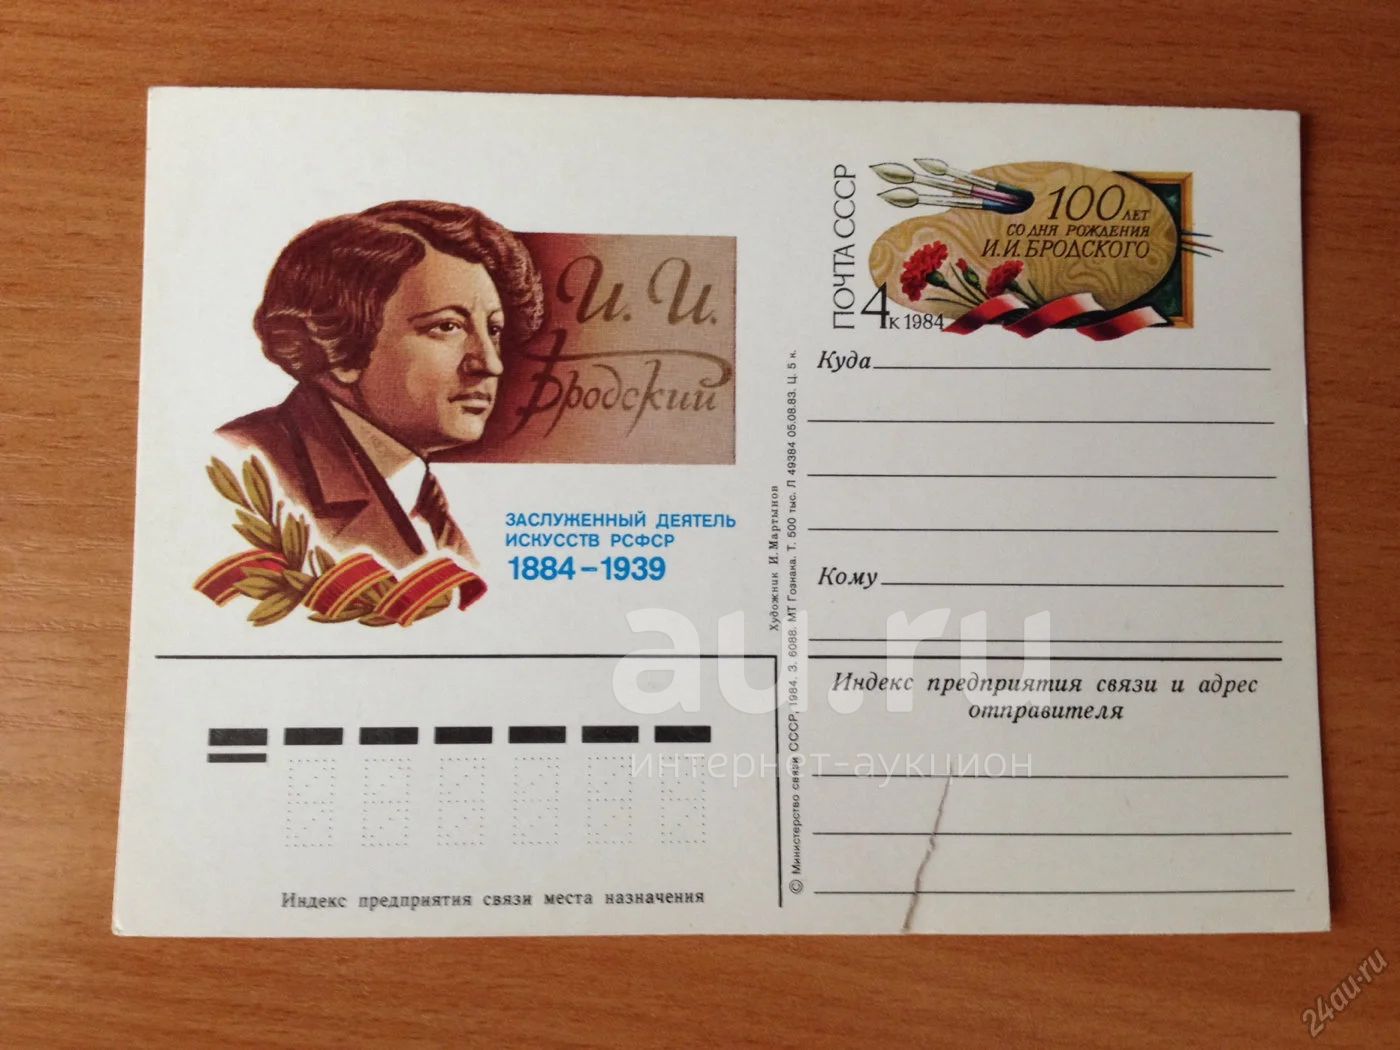 И. И.
Бродский
ЗАСЛУЖЕННЫЙ ДЕЯТЕЛЬ
ИСКУССТВ РСФСР
1884–1939
ПОЧТА СССР
4к 1984
100 ЛЕТ
СО ДНЯ РОЖДЕНИЯ
И. И. БРОДСКОГО
Куда
Кому
Индекс предприятия связи и адрес
отправителя
Художник И. Мартынов
© Министерство связи СССР, 1984. З. 6088. МТ Гознака. Т. 500 тыс. Л 49384 05.08.83. Ц. 5 к.
Индекс предприятия связи места назначения
au.ru
интернет-аукцион
24au.ru